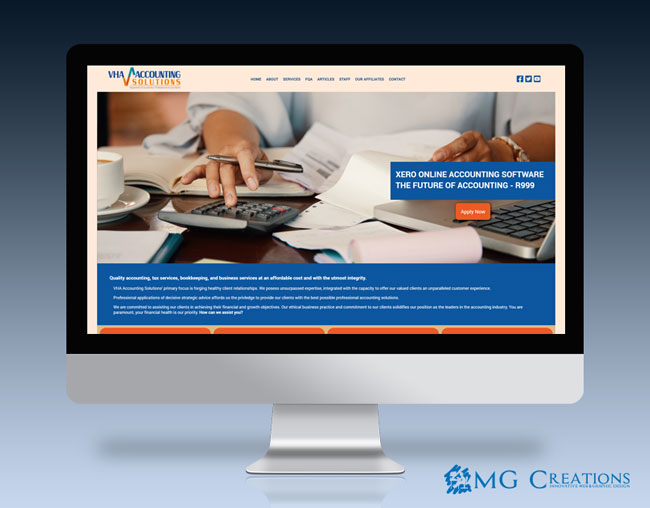 VHA ACCOUNTING
SOLUTIONS
HOME ABOUT SERVICES FQA ARTICLES STAFF OUR AFFILIATES CONTACT
XERO ONLINE ACCOUNTING SOFTWARE
THE FUTURE OF ACCOUNTING - R999
Apply Now
Quality accounting, tax services, bookkeeping, and business services at an affordable cost and with the utmost integrity.
VHA Accounting Solutions' primary focus is forging healthy client relationships. We possess unsurpassed expertise, integrated with the capacity to offer our valued clients an unparalleled customer experience.
Professional applications of decisive strategic advice affords us the priviledge to provide our clients with the best possible professional accounting solutions.
We are committed to assisting our clients in achieving their financial and growth objectives. Our ethical business practice and commitment to our clients solidifies our position as the leaders in the accounting industry. You are
paramount, your financial health is our priority. How can we assist you?
MG CREATIONS
INNOVATIVE WEB & GRAPHIC DESIGN